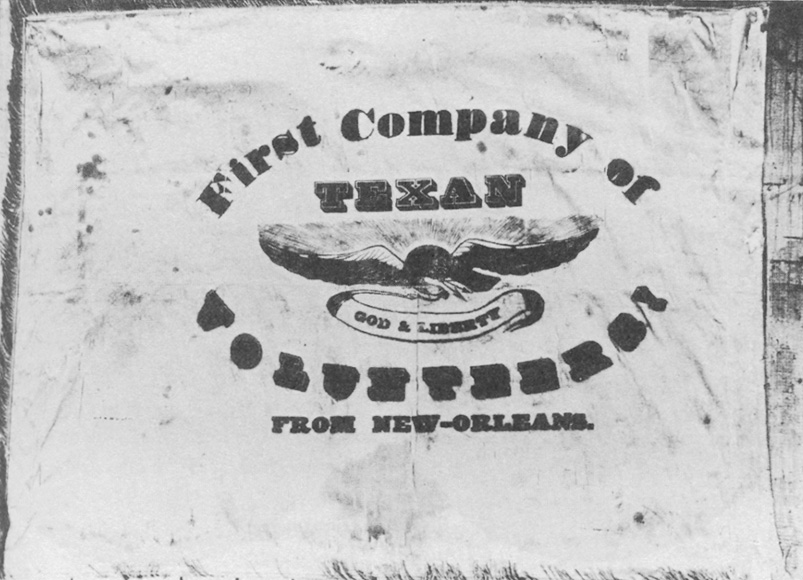 First Company of
TEXAN
GOD & LIBERTY
VOLUNTEERS!
FROM NEW-ORLEANS.